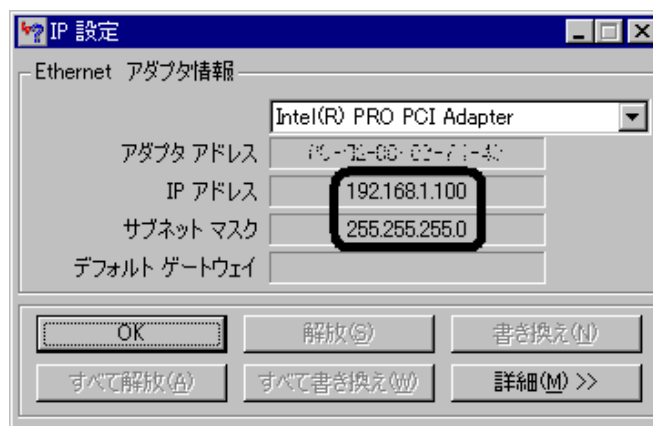 IP 設定
Ethernet アダプタ情報
Intel(R) PRO PCI Adapter
アダプタ アドレス
IP アドレス 192.168.1.100
サブネット マスク 255.255.255.0
デフォルト ゲートウェイ
OK 解放(S) 書き換え(N)
すべて解放(A) すべて書き換え(W) 詳細(M) >>